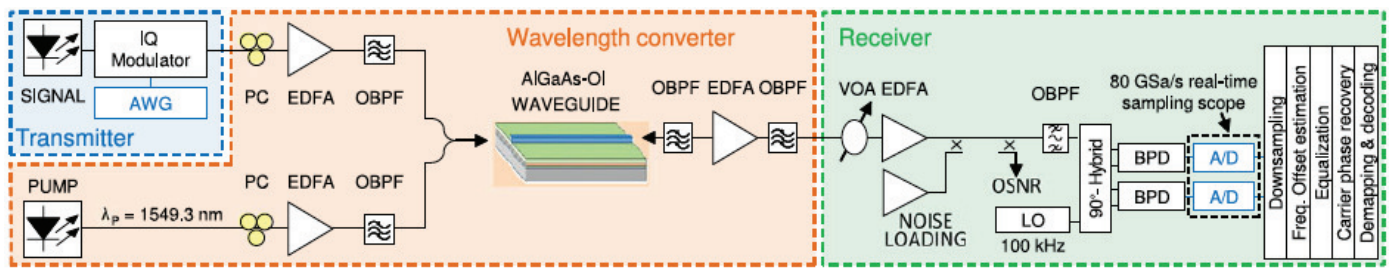 Transmitter
SIGNAL
IQ
Modulator
AWG
Wavelength converter
PC
EDFA
OBPF
PUMP
λP = 1549.3 nm
PC
EDFA
OBPF
AlGaAs-OI
WAVEGUIDE
OBPF
EDFA
OBPF
Receiver
VOA
EDFA
NOISE
LOADING
OSNR
OBPF
LO
100 kHz
90°- Hybrid
BPD
BPD
80 GSa/s real-time
sampling scope
A/D
A/D
Downsampling
Freq. Offset estimation
Equalization
Carrier phase recovery
Demapping & decoding